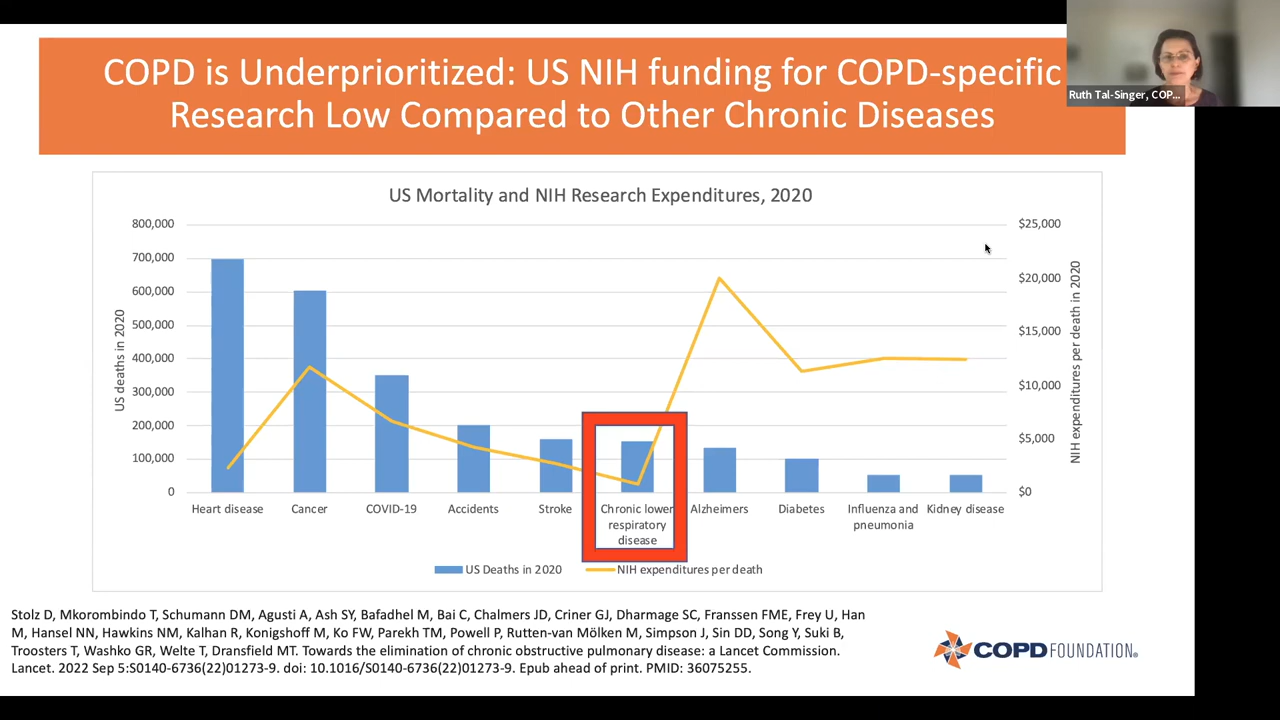 COPD is Underprioritized: US NIH funding for COPD-specific
Research Low Compared to Other Chronic Diseases
Ruth Tal-Singer, COP...
US Mortality and NIH Research Expenditures, 2020
800,000
700,000
600,000
500,000
400,000
300,000
200,000
100,000
0
US deaths in 2020
$25,000
$20,000
$15,000
$10,000
$5,000
$0
NIH expenditures per death in 2020
Heart disease
Cancer
COVID-19
Accidents
Stroke
Chronic lower
respiratory
disease
Alzheimers
Diabetes
Influenza and
pneumonia
Kidney disease
US Deaths in 2020
NIH expenditures per death
Stolz D, Mkorombindo T, Schumann DM, Agusti A, Ash SY, Bafadhel M, Bai C, Chalmers JD, Criner GJ, Dharmage SC, Franssen FME, Frey U, Han
M, Hansel NN, Hawkins NM, Kalhan R, Konigshoff M, Ko FW, Parekh TM, Powell P, Rutten-van Mölken M, Simpson J, Sin DD, Song Y, Suki B,
Troosters T, Washko GR, Welte T, Dransfield MT. Towards the elimination of chronic obstructive pulmonary disease: a Lancet Commission.
Lancet. 2022 Sep 5:S0140-6736(22)01273-9. doi: 10.1016/S0140-6736(22)01273-9. Epub ahead of print. PMID: 36075255.
COPDFOUNDATION®